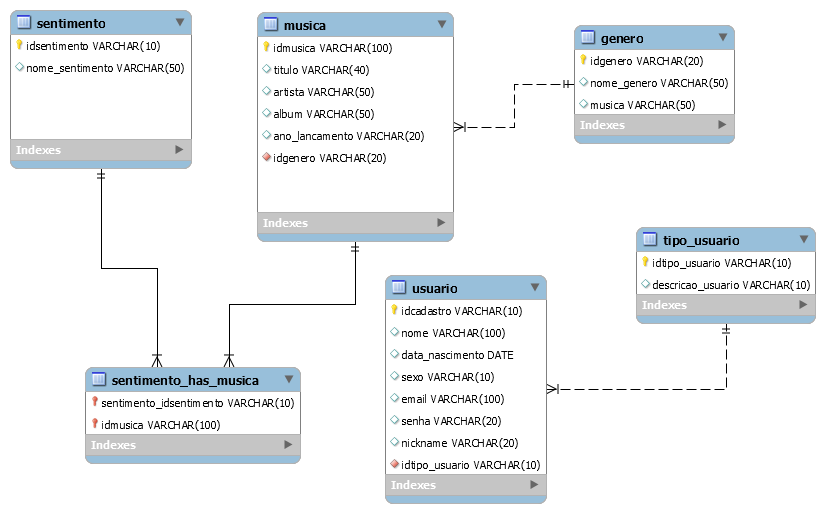 sentimento
idsentimento VARCHAR(10)
nome_sentimento VARCHAR(50)
Indexes
musica
idmusica VARCHAR(100)
titulo VARCHAR(40)
artista VARCHAR(50)
album VARCHAR(50)
ano_lancamento VARCHAR(20)
idgenero VARCHAR(20)
Indexes
genero
idgenero VARCHAR(20)
nome_genero VARCHAR(50)
musica VARCHAR(50)
Indexes
tipo_usuario
idtipo_usuario VARCHAR(10)
descricao_usuario VARCHAR(10)
Indexes
usuario
idcadastro VARCHAR(10)
nome VARCHAR(100)
data_nascimento DATE
sexo VARCHAR(10)
email VARCHAR(100)
senha VARCHAR(20)
nickname VARCHAR(20)
idtipo_usuario VARCHAR(10)
Indexes
sentimento_has_musica
sentimento_idsentimento VARCHAR(10)
idmusica VARCHAR(100)
Indexes